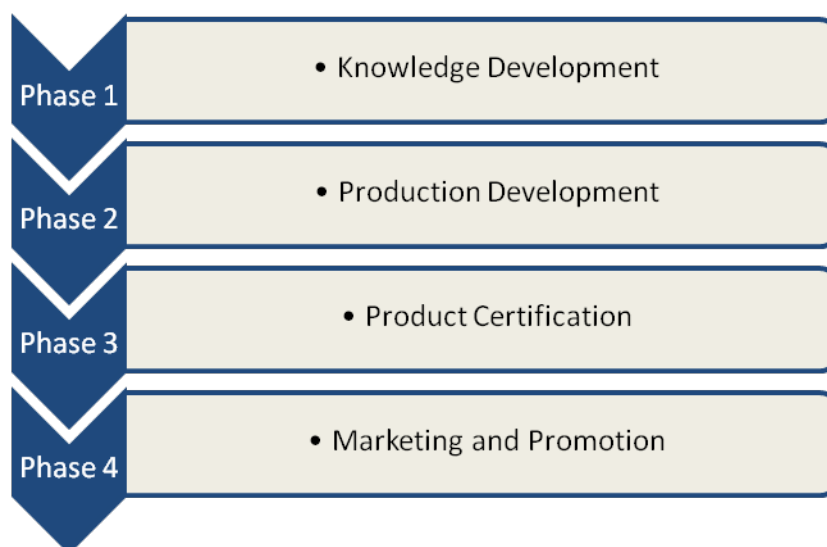 Phase 1
• Knowledge Development
Phase 2
• Production Development
Phase 3
• Product Certification
Phase 4
• Marketing and Promotion